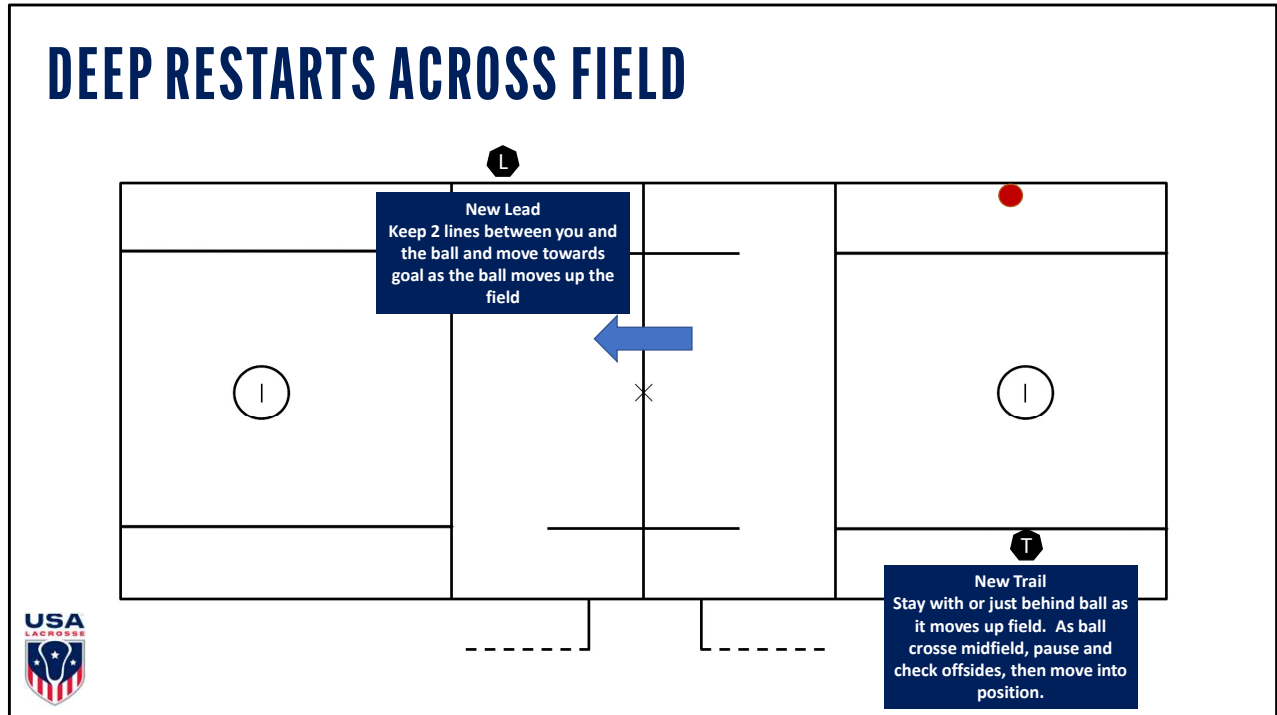 DEEP RESTARTS ACROSS FIELD
L
New Lead
Keep 2 lines between you and
the ball and move towards
goal as the ball moves up the
field
T
New Trail
Stay with or just behind ball as
it moves up field.  As ball
crosse midfield, pause and
check offsides, then move into
position.
USA
LACROSSE